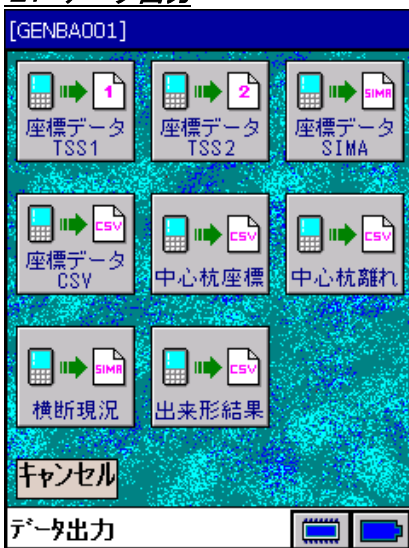 [GENBA001]
1
2
SIMA
座標データ
TSS1
座標データ
TSS2
座標データ
SIMA
CSV
CSV
CSV
座標データ
CSV
中心杭座標
中心杭離れ
SIMA
CSV
横断現況
出来形結果
キャンセル
データ出力